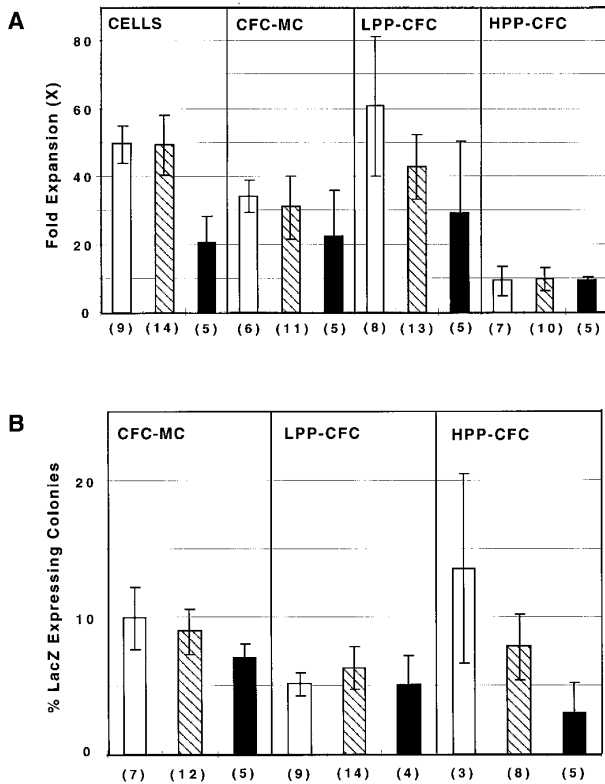 A
CELLS CFC-MC LPP-CFC HPP-CFC
Fold Expansion (X)
80
60
40
20
0
(9) (14) (5) (6) (11) (5) (8) (13) (5) (7) (10) (5)
B
CFC-MC LPP-CFC HPP-CFC
% LacZ Expressing Colonies
20
10
0
(7) (12) (5) (9) (14) (4) (3) (8) (5)